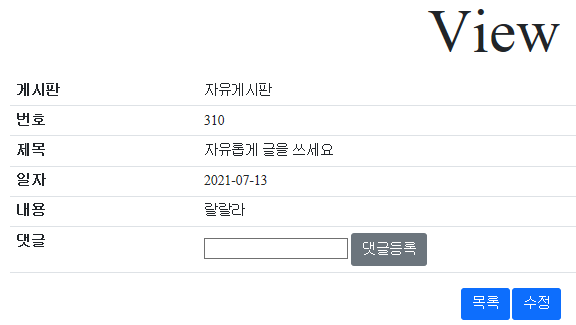 View
게시판 자유게시판
번호 310
제목 자유롭게 글을 쓰세요
일자 2021-07-13
내용 랄랄라
댓글 댓글등록
목록 수정